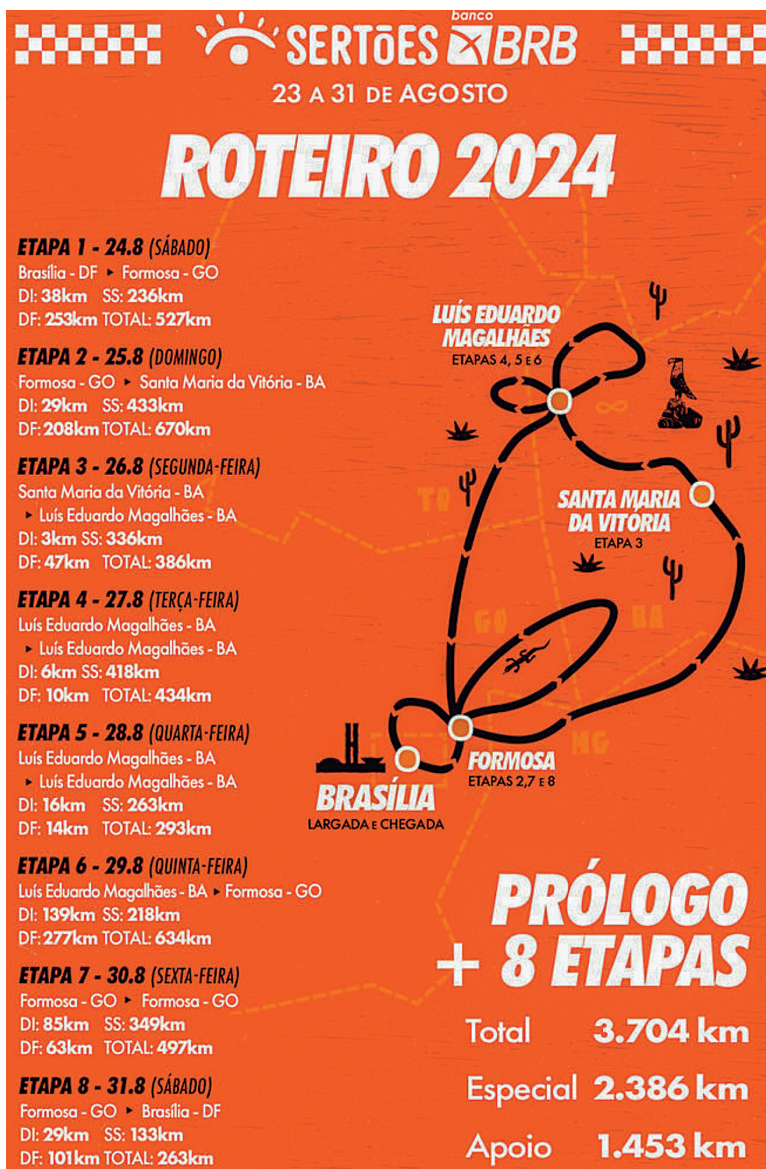 SERTÕES banco BRB
23 A 31 DE AGOSTO
ROTEIRO 2024
ETAPA 1 - 24.8 (SÁBADO)
Brasília - DF ▸ Formosa - GO
DI: 38km SS: 236km
DF: 253km TOTAL: 527km
ETAPA 2 - 25.8 (DOMINGO)
Formosa - GO ▸ Santa Maria da Vitória - BA
DI: 29km SS: 433km
DF: 208km TOTAL: 670km
ETAPA 3 - 26.8 (SEGUNDA-FEIRA)
Santa Maria da Vitória - BA
▸ Luís Eduardo Magalhães - BA
DI: 3km SS: 336km
DF: 47km TOTAL: 386km
ETAPA 4 - 27.8 (TERÇA-FEIRA)
Luís Eduardo Magalhães - BA
▸ Luís Eduardo Magalhães - BA
DI: 6km SS: 418km
DF: 10km TOTAL: 434km
ETAPA 5 - 28.8 (QUARTA-FEIRA)
Luís Eduardo Magalhães - BA
▸ Luís Eduardo Magalhães - BA
DI: 16km SS: 263km
DF: 14km TOTAL: 293km
ETAPA 6 - 29.8 (QUINTA-FEIRA)
Luís Eduardo Magalhães - BA ▸ Formosa - GO
DI: 139km SS: 218km
DF: 277km TOTAL: 634km
ETAPA 7 - 30.8 (SEXTA-FEIRA)
Formosa - GO ▸ Formosa - GO
DI: 85km SS: 349km
DF: 63km TOTAL: 497km
ETAPA 8 - 31.8 (SÁBADO)
Formosa - GO ▸ Brasília - DF
DI: 29km SS: 133km
DF: 101km TOTAL: 263km
LUÍS EDUARDO
MAGALHÃES
ETAPAS 4, 5 E 6
TO
SANTA MARIA
DA VITÓRIA
ETAPA 3
GO
BA
MG
FORMOSA
ETAPAS 2,7 E 8
BRASÍLIA
LARGADA E CHEGADA
PRÓLOGO
+ 8 ETAPAS
Total 3.704 km
Especial 2.386 km
Apoio 1.453 km